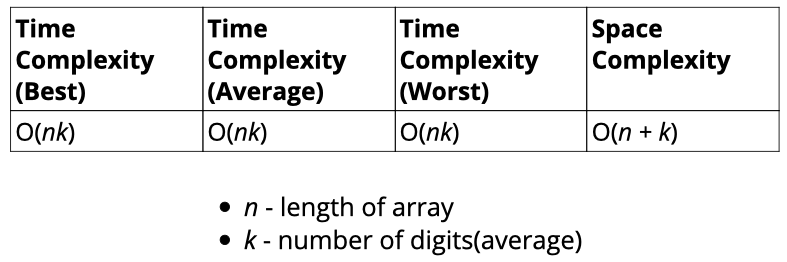 Time Complexity (Best)
Time Complexity (Average)
Time Complexity (Worst)
Space Complexity
O(nk)
O(nk)
O(nk)
O(n + k)
• n - length of array
• k - number of digits(average)